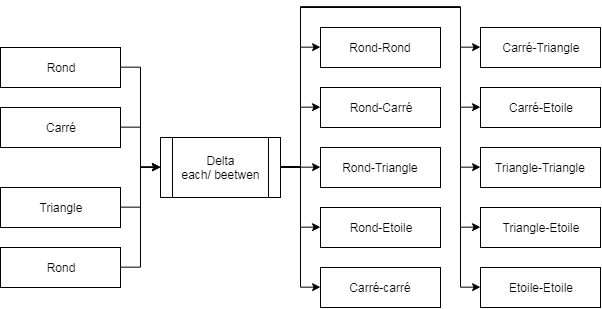 Rond
Carré
Triangle
Rond
Delta
each/ beetwen
Rond-Rond
Rond-Carré
Rond-Triangle
Rond-Etoile
Carré-carré
Carré-Triangle
Carré-Etoile
Triangle-Triangle
Triangle-Etoile
Etoile-Etoile